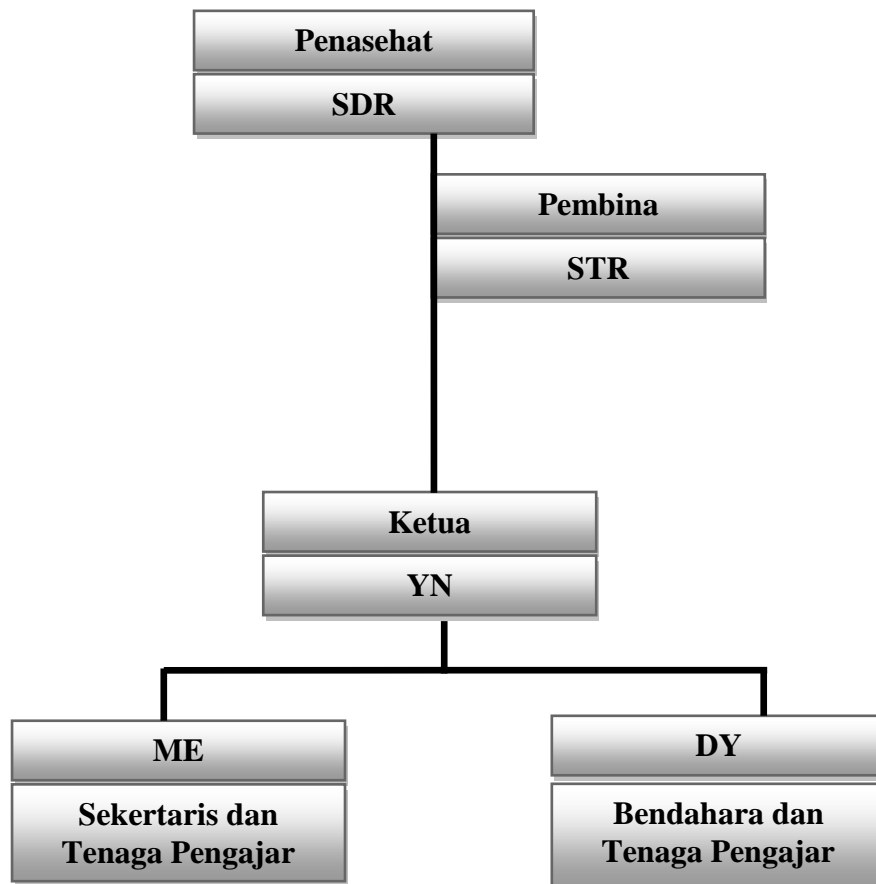 Penasehat
SDR
Pembina
STR
Ketua
YN
ME
Sekertaris dan
Tenaga Pengajar
DY
Bendahara dan
Tenaga Pengajar